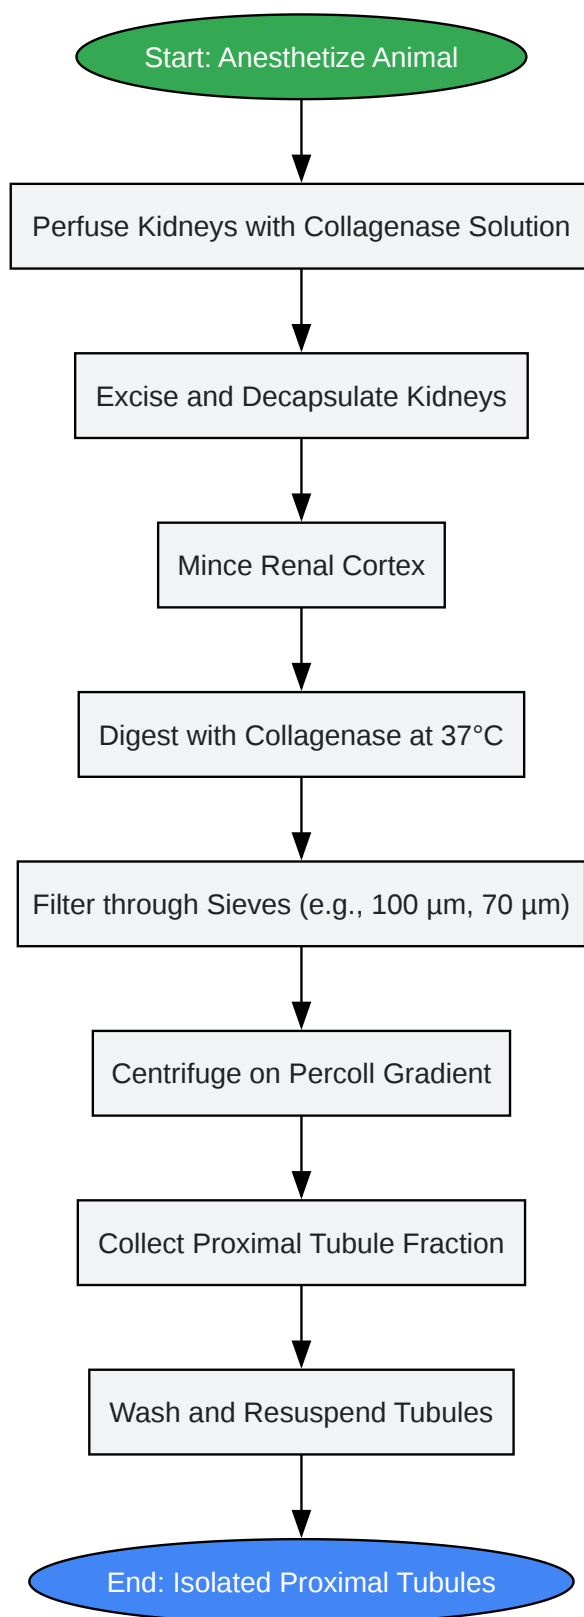 Start: Anesthetize Animal
Perfuse Kidneys with Collagenase Solution
Excise and Decapsulate Kidneys
Mince Renal Cortex
Digest with Collagenase at 37°C
Filter through Sieves (e.g., 100 µm, 70 µm)
Centrifuge on Percoll Gradient
Collect Proximal Tubule Fraction
Wash and Resuspend Tubules
End: Isolated Proximal Tubules